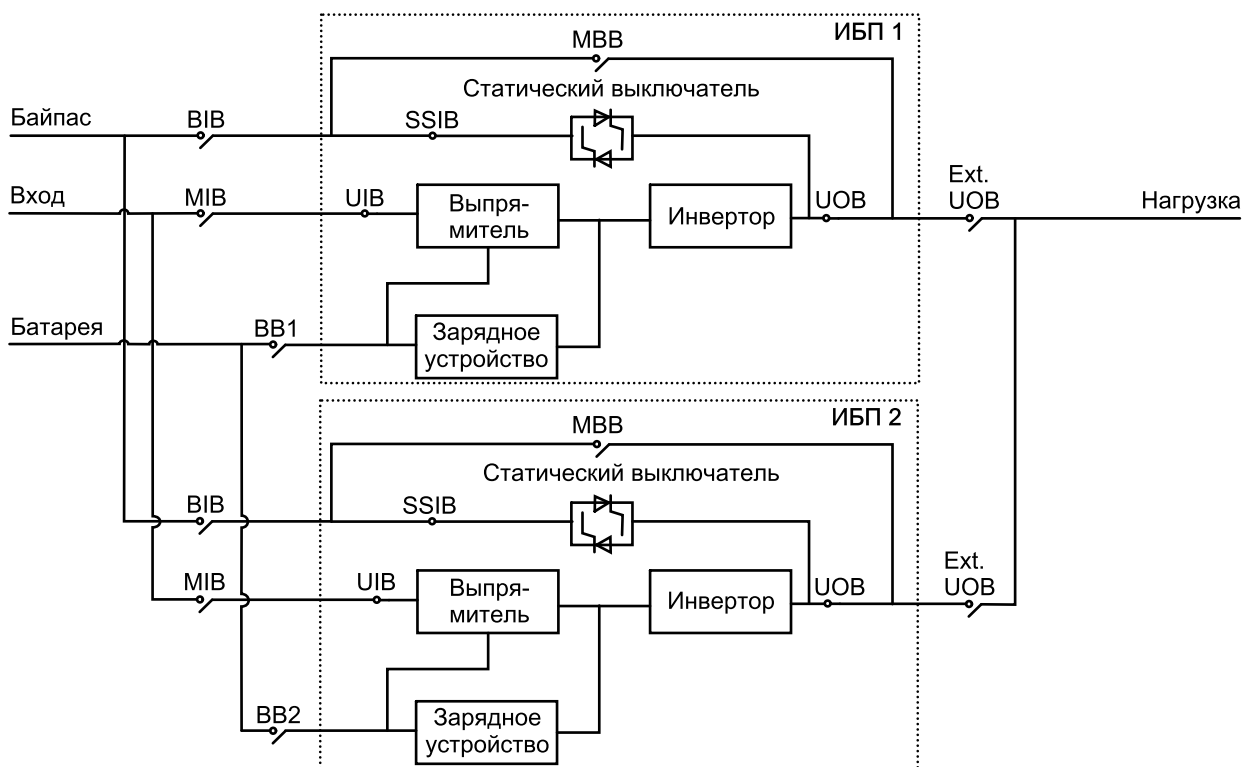 ИБП 1
MBB
Статический выключатель
Байпас
BIB
SSIB
Вход
MIB
UIB
Выпря-
митель
Инвертор
UOB
Ext.
UOB
Нагрузка
Батарея
BB1
Зарядное
устройство
ИБП 2
MBB
Статический выключатель
BIB
SSIB
MIB
UIB
Выпря-
митель
Инвертор
UOB
Ext.
UOB
BB2
Зарядное
устройство